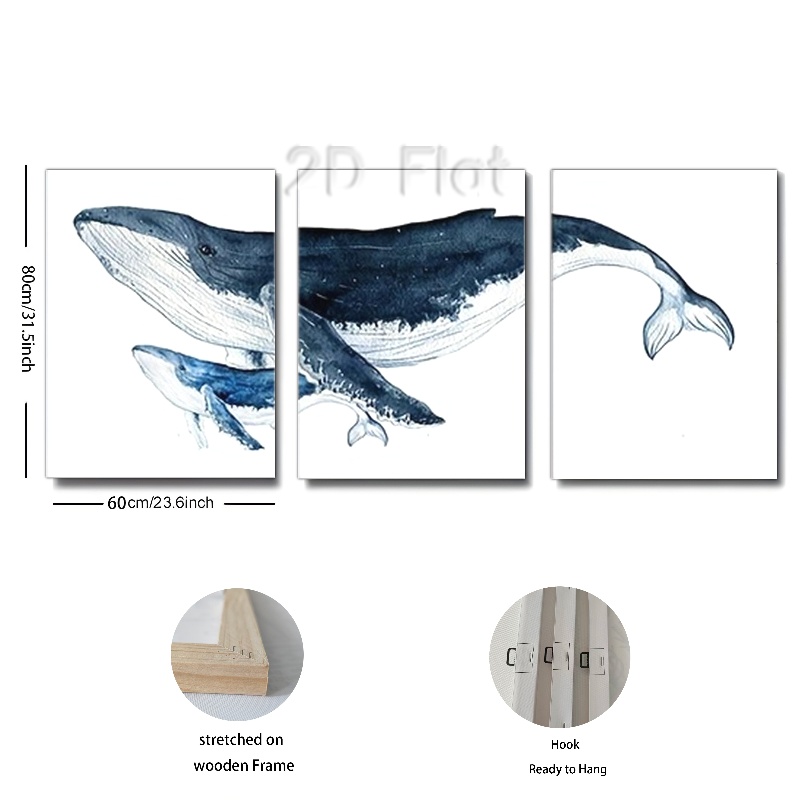 2D Flat
80cm/31.5inch
60cm/23.6inch
stretched on
wooden Frame
Hook
Ready to Hang